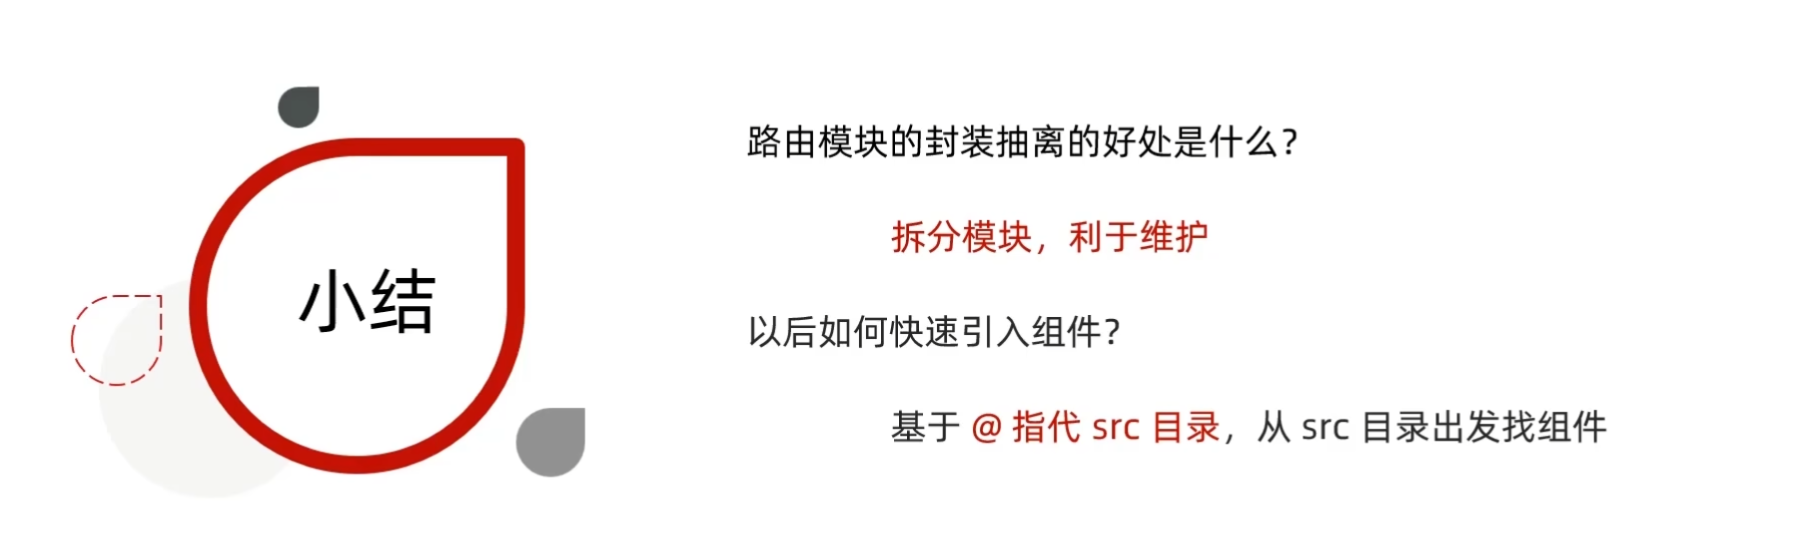 小结
路由模块的封装抽离的好处是什么？
拆分模块，利于维护
以后如何快速引入组件？
基于 @ 指代 src 目录，从 src 目录出发找组件